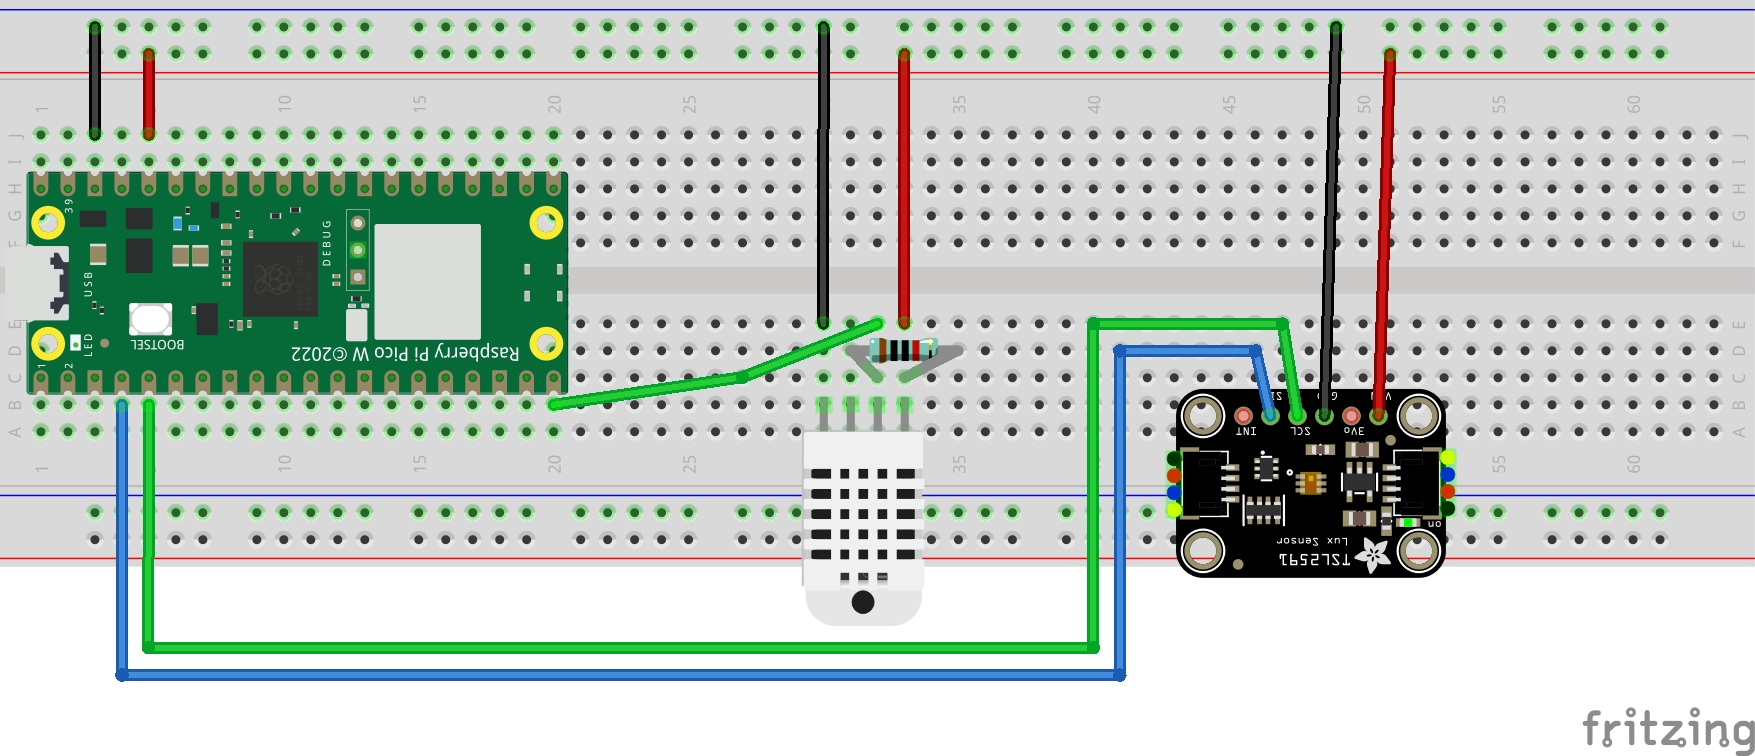 1 10 15 20 25 35 40 45 50 55 60
J J
I I
H H
G G
F F
39
DEBUG
USB
BOOTSEL
LED
1 2
Raspberry Pi Pico W ©2022
E E
D D
C C
B B
A A
INT SCL 3Vo
on
TSL2591
Lux Sensor
1 10 15 20 25 35 55 60
fritzing